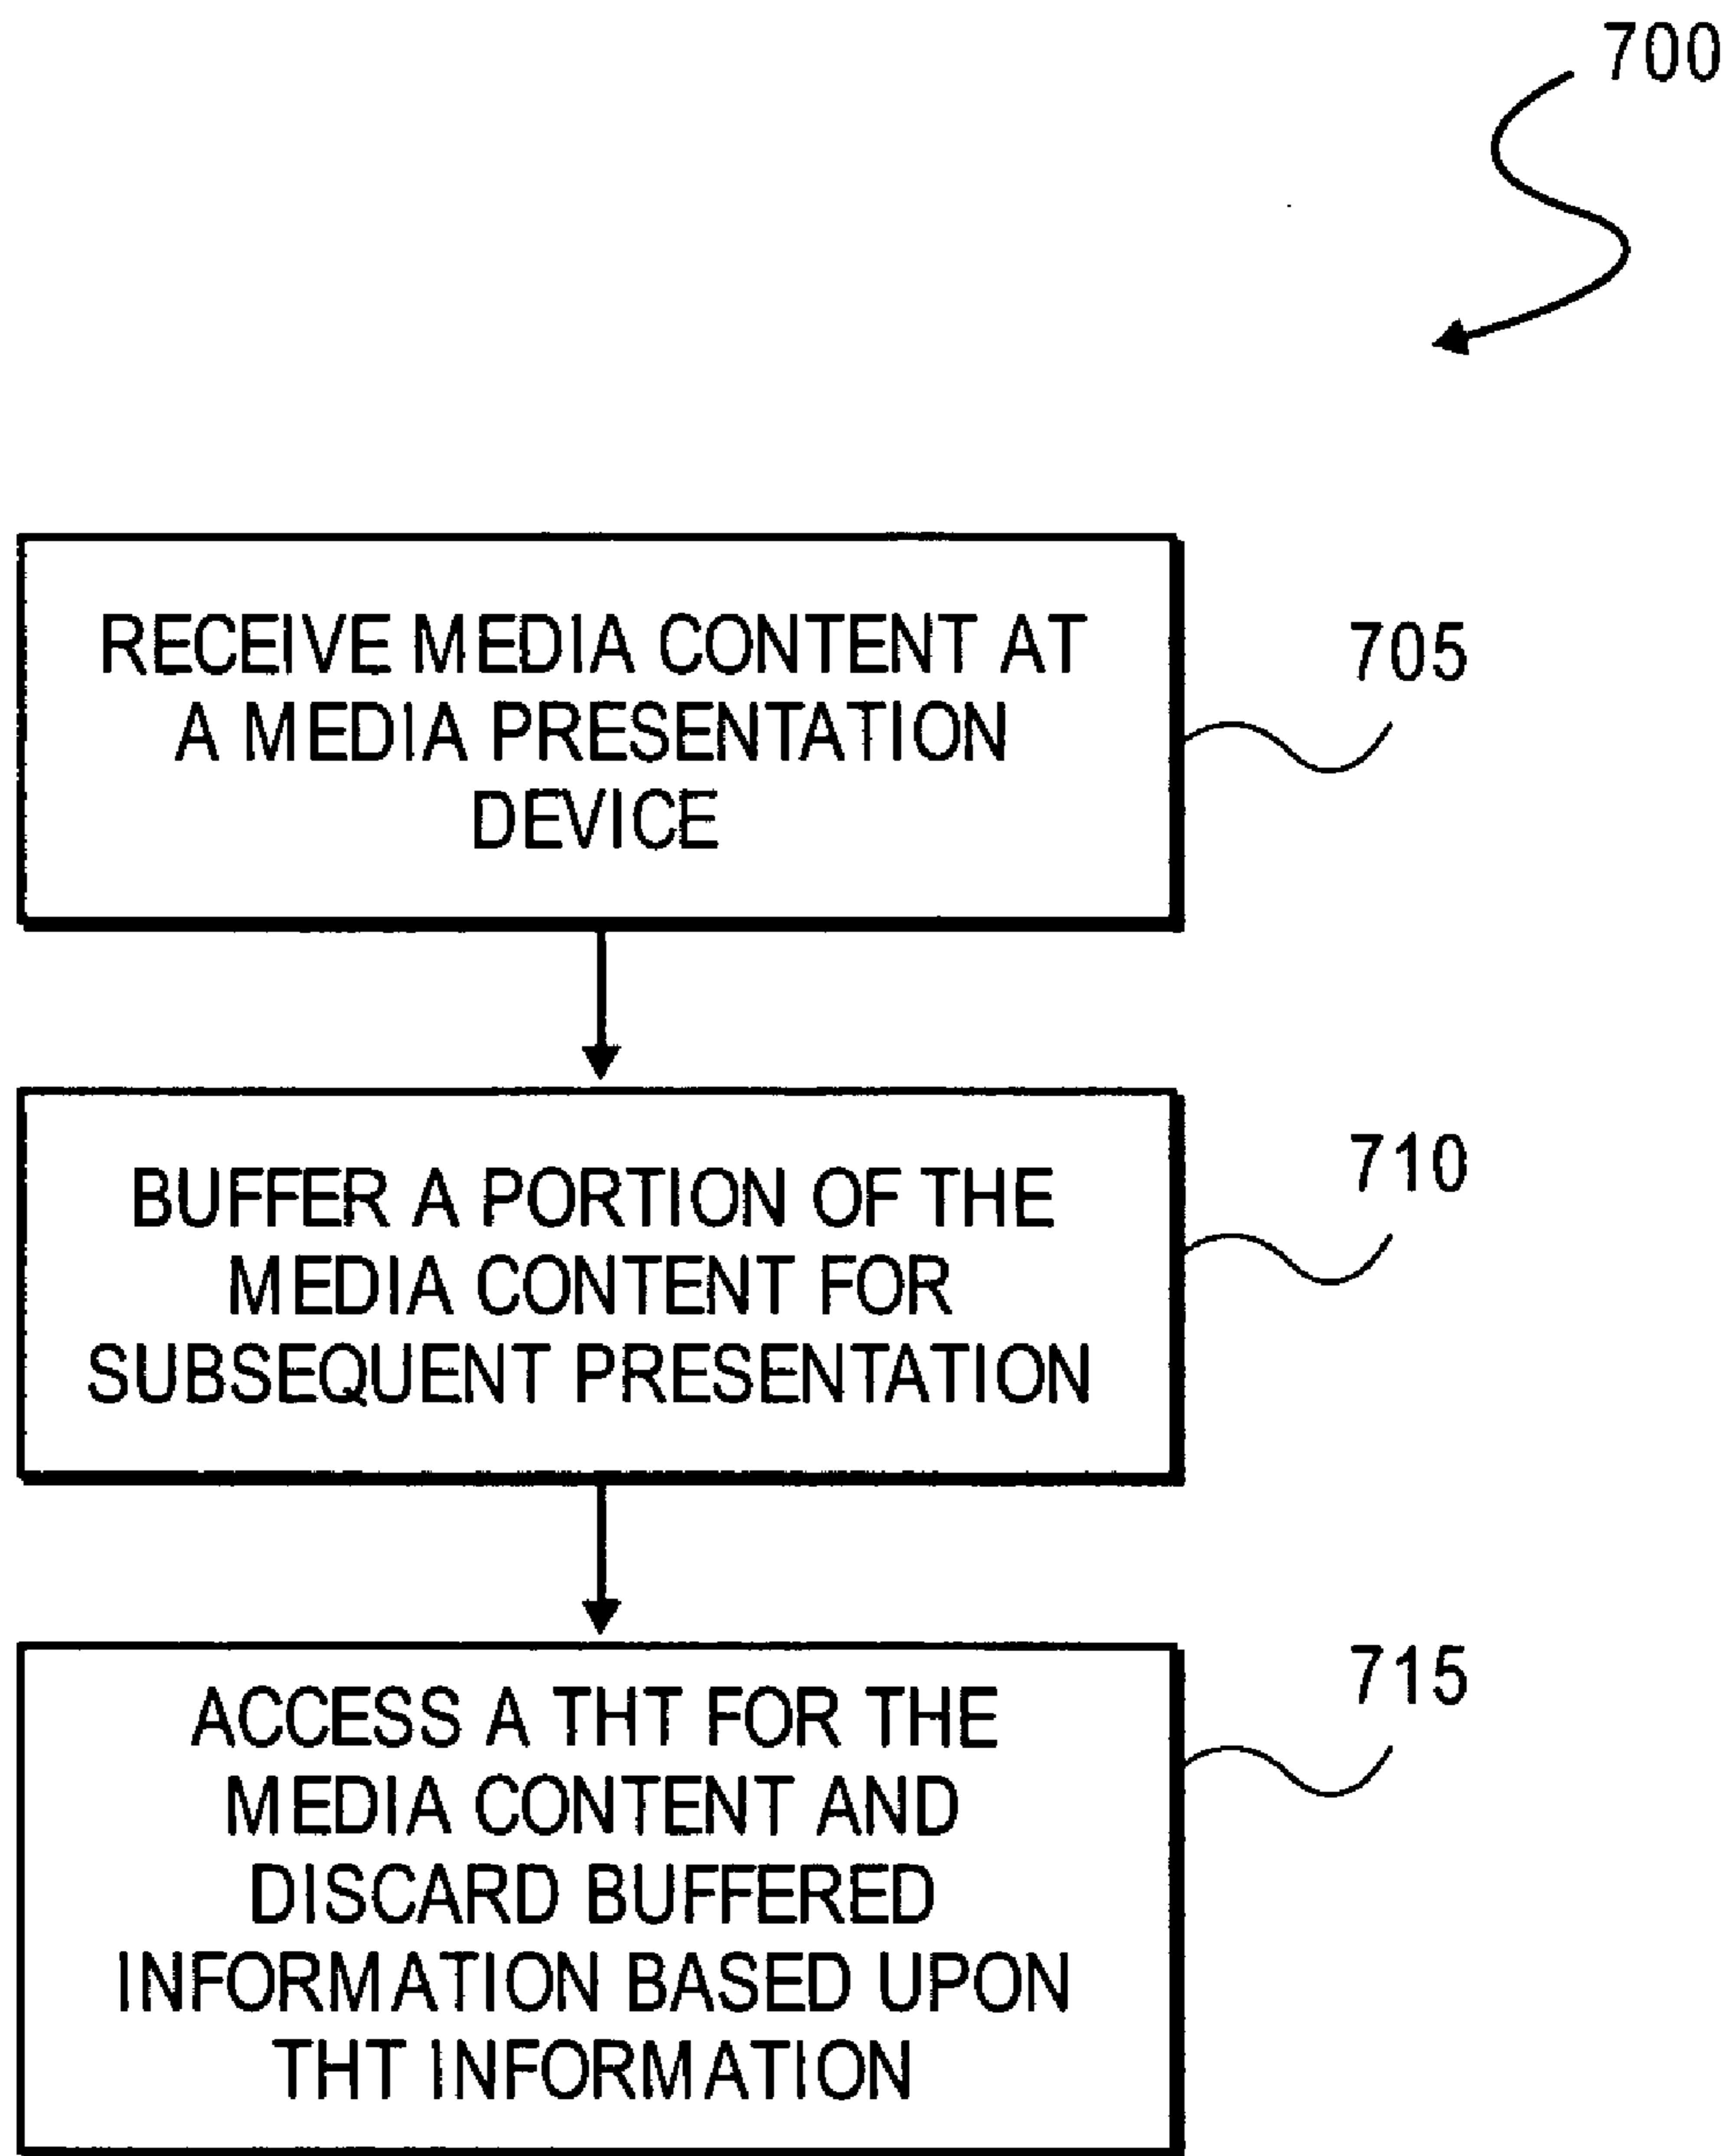 700
RECEIVE MEDIA CONTENT AT
A MEDIA PRESENTATION
DEVICE
705
BUFFER A PORTION OF THE
MEDIA CONTENT FOR
SUBSEQUENT PRESENTATION
710
ACCESS A THT FOR THE
MEDIA CONTENT AND
DISCARD BUFFERED
INFORMATION BASED UPON
THT INFORMATION
715